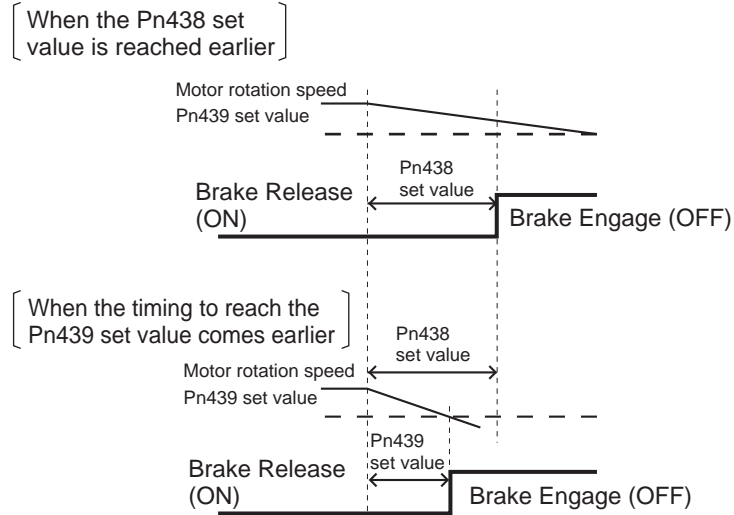 When the Pn438 set
value is reached earlier
Motor rotation speed
Pn439 set value
Pn438
set value
Brake Release
(ON)
Brake Engage (OFF)
When the timing to reach the
Pn439 set value comes earlier
Pn438
set value
Motor rotation speed
Pn439 set value
Pn439
set value
Brake Release
(ON)
Brake Engage (OFF)